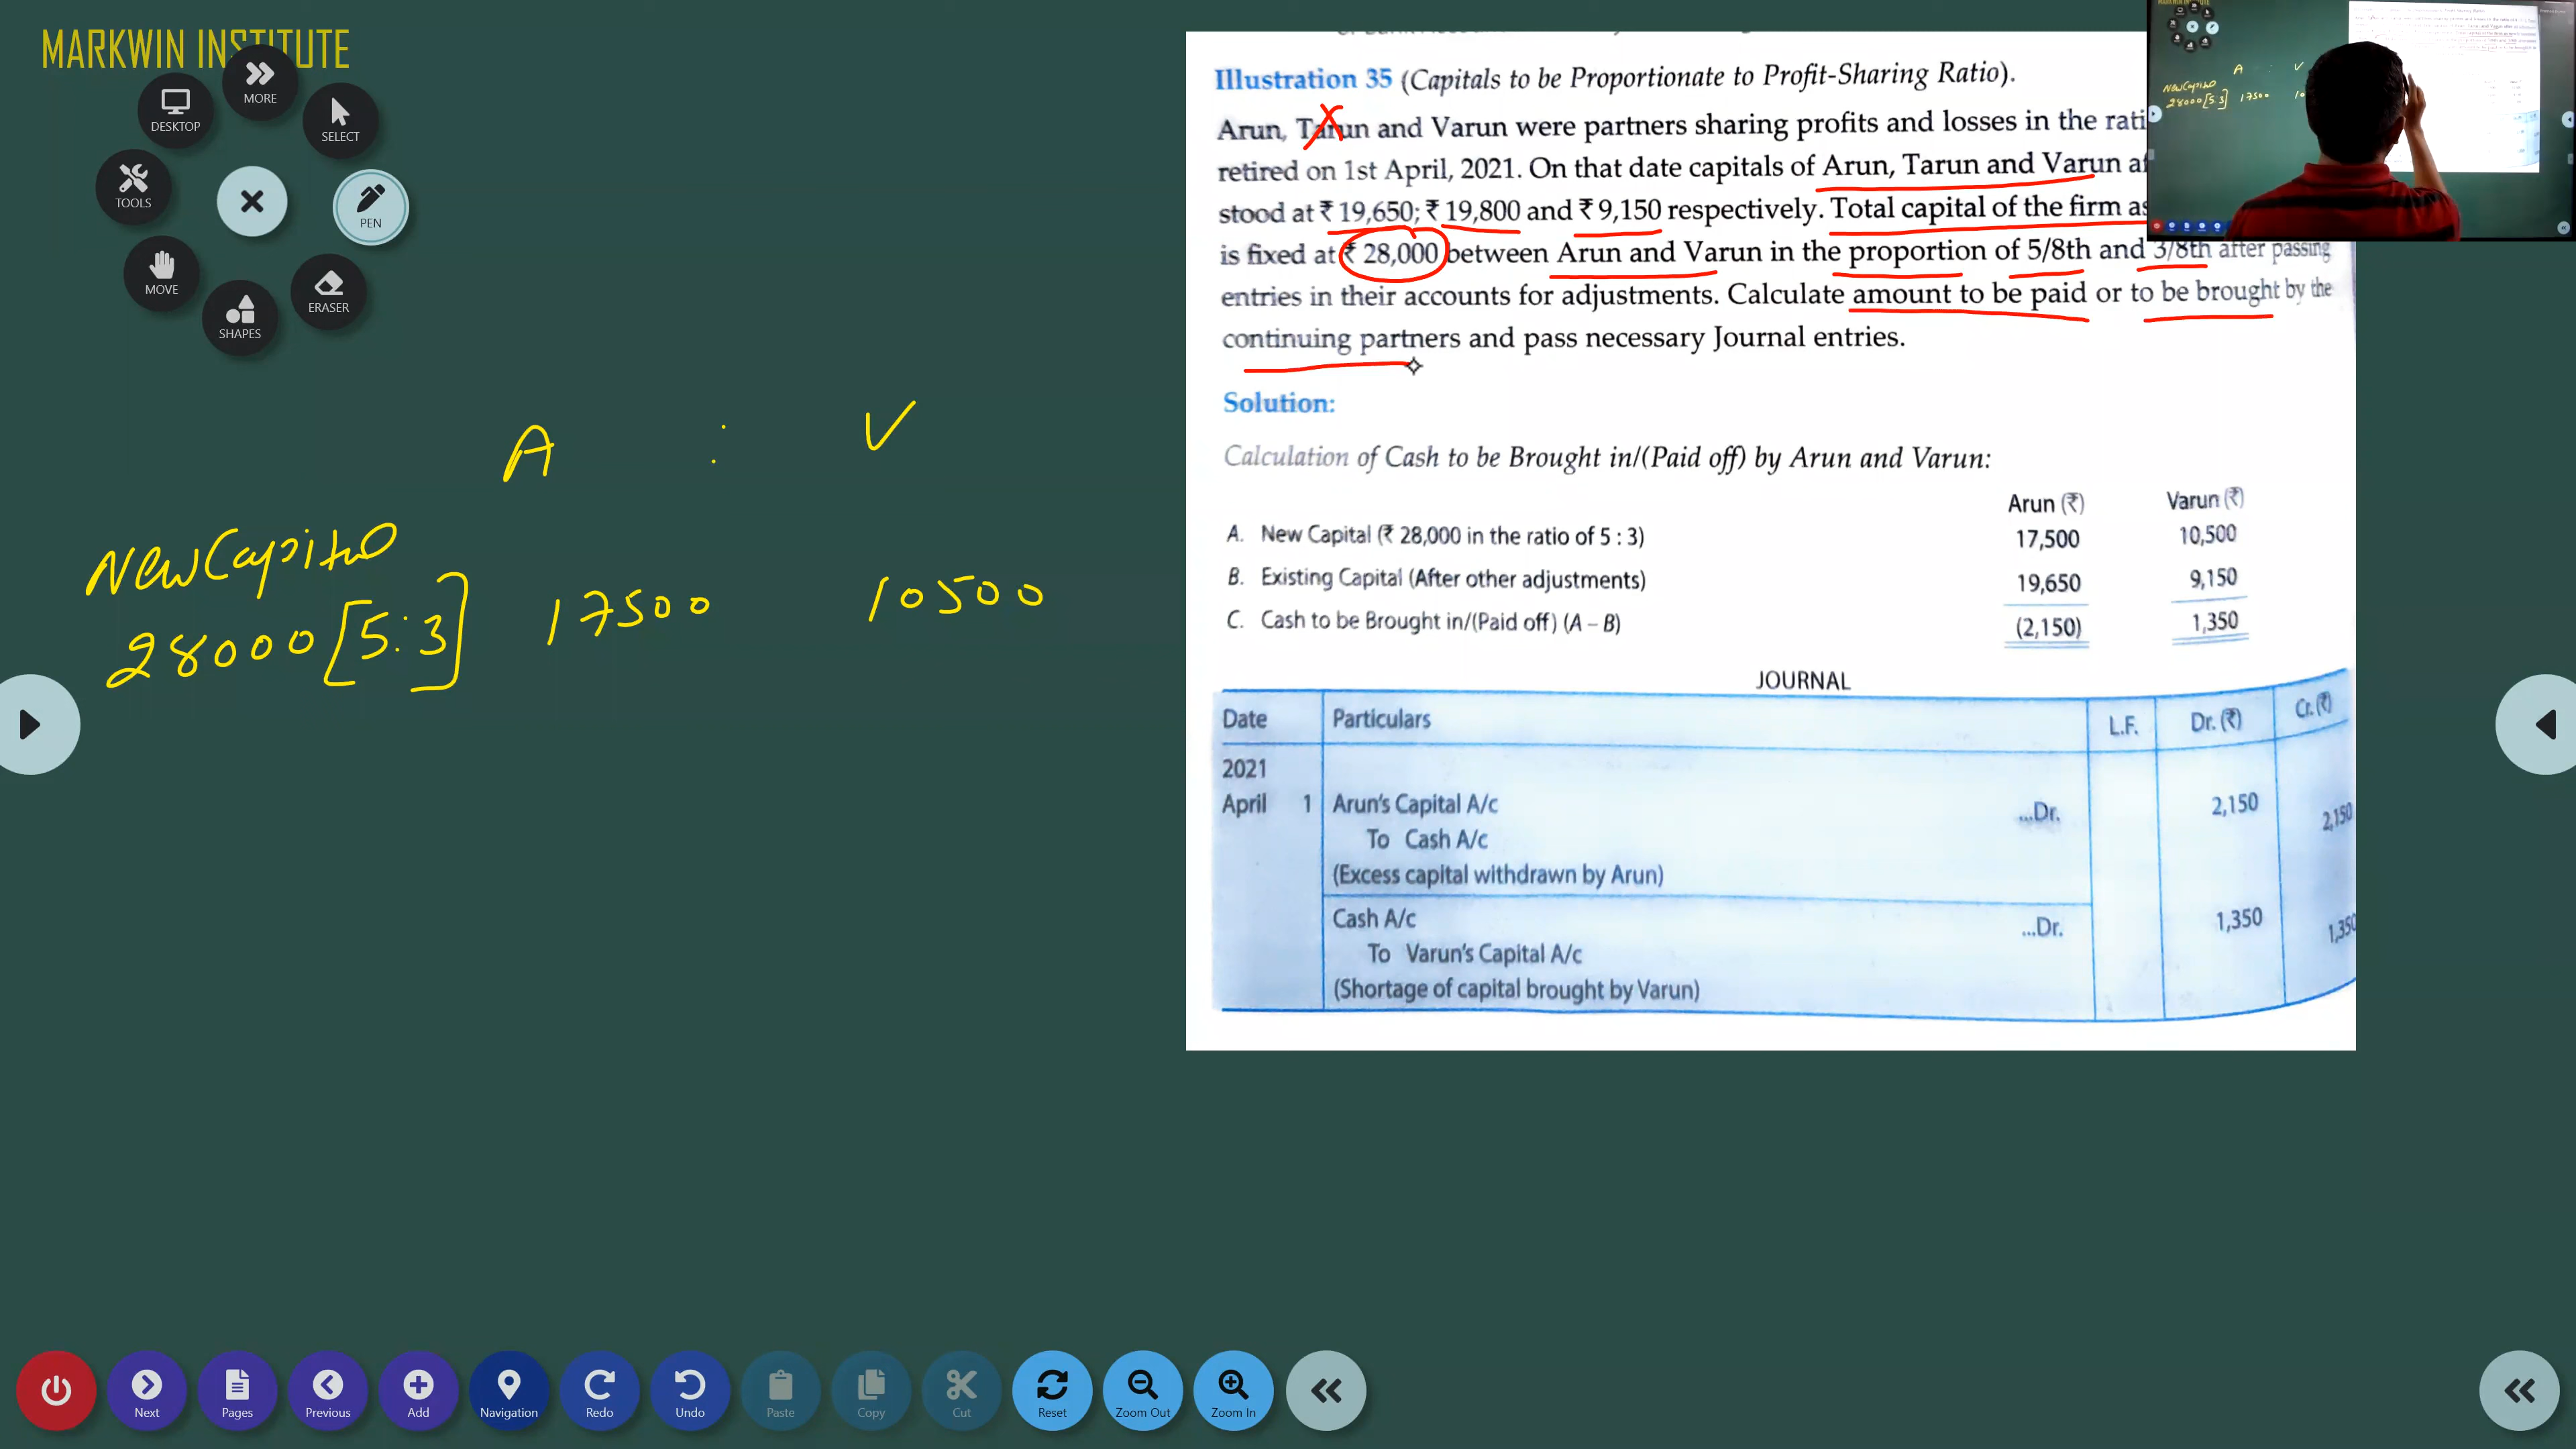 MARKWIN INSTITUTE
MORE
DESKTOP
SELECT
TOOLS
PEN
MOVE
ERASER
SHAPES
A : V
New Capital
28000 [5:3] 17500 10500
Illustration 35 (Capitals to be Proportionate to Profit-Sharing Ratio).
Arun, Tarun and Varun were partners sharing profits and losses in the rati
retired on 1st April, 2021. On that date capitals of Arun, Tarun and Varun af
stood at ₹ 19,650; ₹ 19,800 and ₹ 9,150 respectively. Total capital of the firm as
is fixed at ₹ 28,000 between Arun and Varun in the proportion of 5/8th and 3/8th after passing
entries in their accounts for adjustments. Calculate amount to be paid or to be brought by the
continuing partners and pass necessary Journal entries.
Solution:
Calculation of Cash to be Brought in/(Paid off) by Arun and Varun:
Arun (₹) Varun (₹)
A. New Capital (₹ 28,000 in the ratio of 5 : 3) 17,500 10,500
B. Existing Capital (After other adjustments) 19,650 9,150
C. Cash to be Brought in/(Paid off) (A – B) (2,150) 1,350
JOURNAL
Date Particulars L.F. Dr. (₹) Cr. (₹)
2021
April 1 Arun's Capital A/c ...Dr. 2,150
To Cash A/c 2,150
(Excess capital withdrawn by Arun)
Cash A/c ...Dr. 1,350
To Varun's Capital A/c 1,350
(Shortage of capital brought by Varun)
Next
Pages
Previous
Add
Navigation
Redo
Undo
Paste
Copy
Cut
Reset
Zoom Out
Zoom In